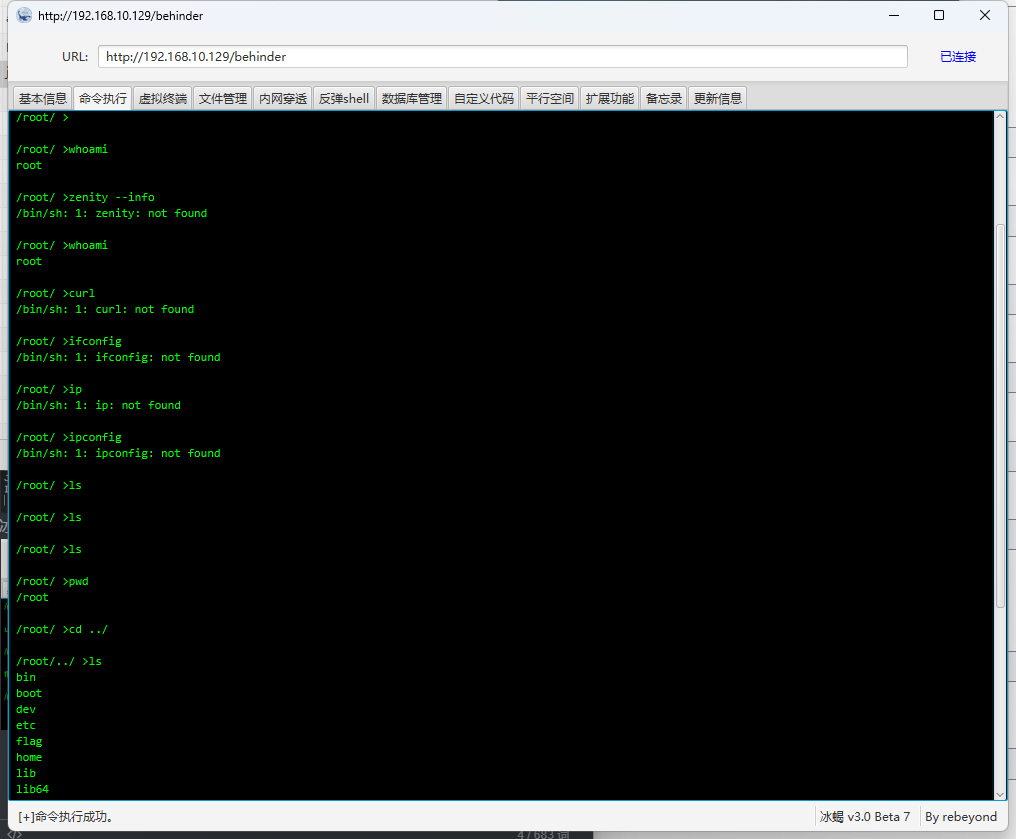 http://192.168.10.129/behinder
URL: http://192.168.10.129/behinder 已连接
基本信息 命令执行 虚拟终端 文件管理 内网穿透 反弹shell 数据库管理 自定义代码 平行空间 扩展功能 备忘录 更新信息
/root/ >
/root/ >whoami
root
/root/ >zenity --info
/bin/sh: 1: zenity: not found
/root/ >whoami
root
/root/ >curl
/bin/sh: 1: curl: not found
/root/ >ifconfig
/bin/sh: 1: ifconfig: not found
/root/ >ip
/bin/sh: 1: ip: not found
/root/ >ipconfig
/bin/sh: 1: ipconfig: not found
/root/ >ls
/root/ >ls
/root/ >ls
/root/ >pwd
/root
/root/ >cd ../
/root/../ >ls
bin
boot
dev
etc
flag
home
lib
lib64
[+]命令执行成功。 冰蝎 v3.0 Beta 7 By rebeyond
4 / 683 词